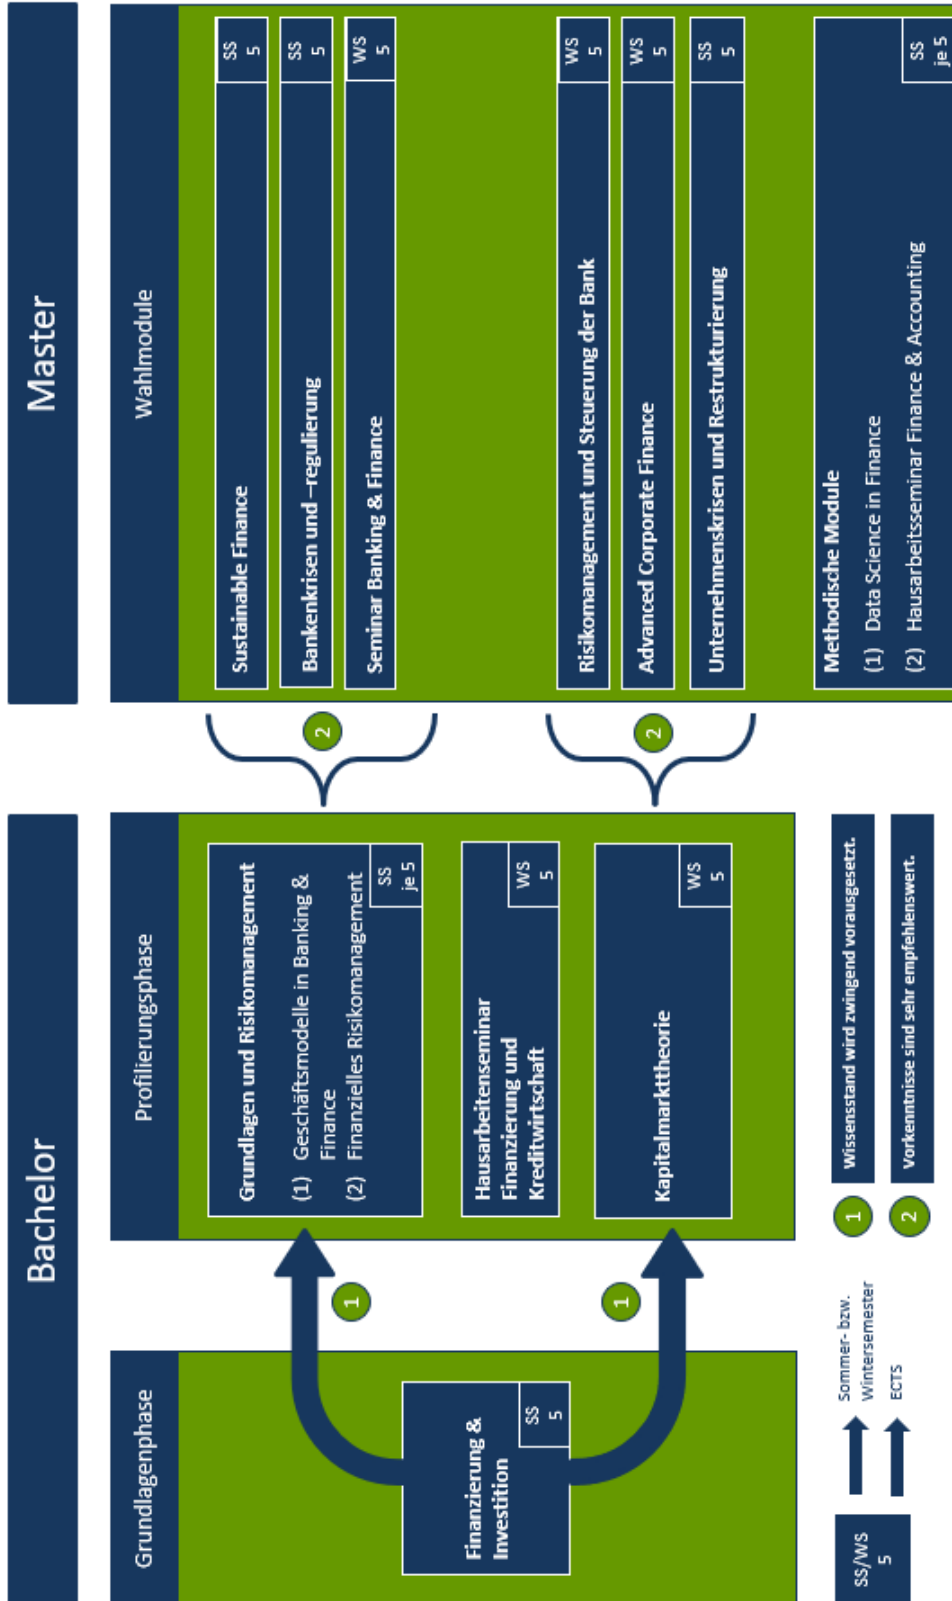 Bachelor
Master
Grundlagenphase
Finanzierung &
Investition
SS
5
1
1
Profilierungsphase
Grundlagen und Risikomanagement
(1) Geschäftsmodelle in Banking &
Finance
(2) Finanzielles Risikomanagement
SS
je 5
Hausarbeitenseminar
Finanzierung und
Kreditwirtschaft
WS
5
Kapitalmarkttheorie
WS
5
2
2
Wahlmodule
Sustainable Finance
SS
5
Bankenkrisen und –regulierung
SS
5
Seminar Banking & Finance
WS
5
Risikomanagement und Steuerung der Bank
WS
5
Advanced Corporate Finance
WS
5
Unternehmenskrisen und Restrukturierung
SS
5
Methodische Module
(1) Data Science in Finance
(2) Hausarbeitsseminar Finance & Accounting
SS
je 5
SS/WS
5
Sommer- bzw.
Wintersemester
ECTS
1
Wissensstand wird zwingend vorausgesetzt.
2
Vorkenntnisse sind sehr empfehlenswert.